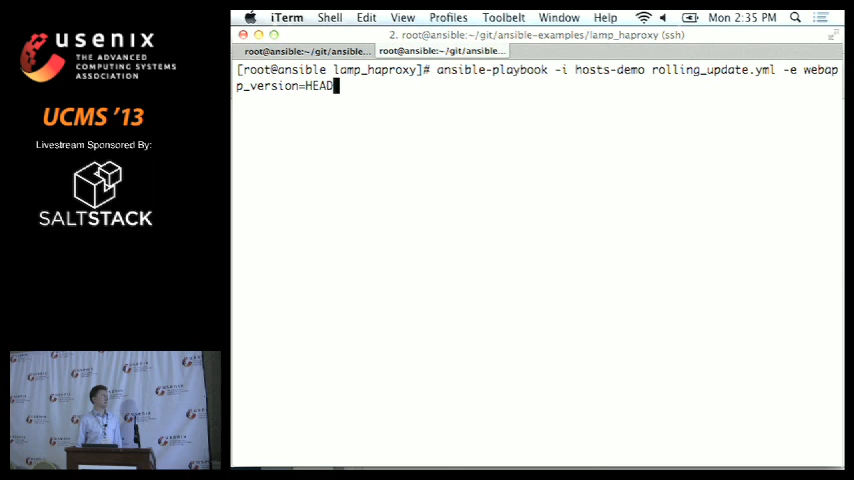 usenix
THE ADVANCED
COMPUTING SYSTEMS
ASSOCIATION
UCMS '13
Livestream Sponsored By:
SALTSTACK
iTerm Shell Edit View Profiles Toolbelt Window Help Mon 2:35 PM
2. root@ansible:~/git/ansible-examples/lamp_haproxy (ssh)
root@ansible:~/git/ansible... root@ansible:~/git/ansible...
[root@ansible lamp_haproxy]# ansible-playbook -i hosts-demo rolling_update.yml -e webap
p_version=HEAD
usenix